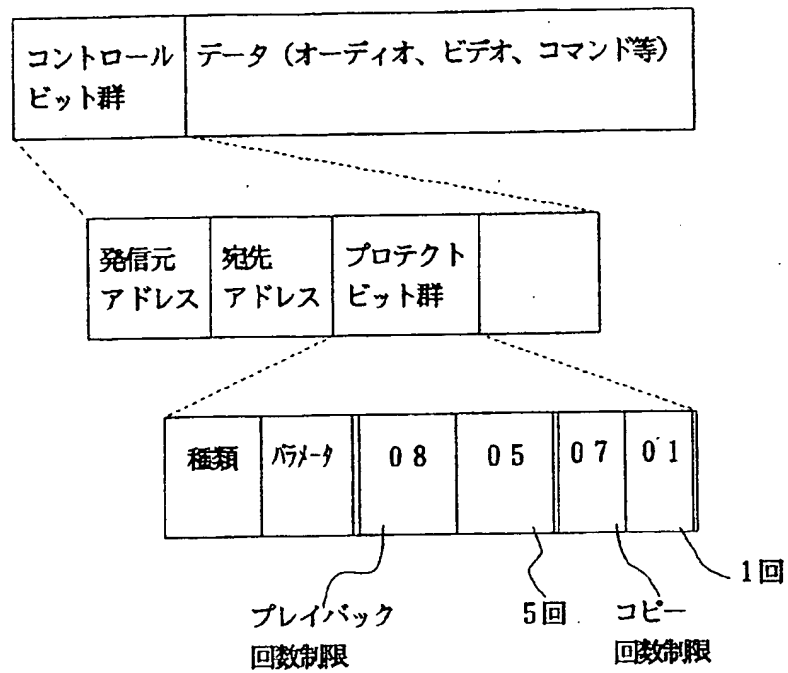 コントロール
ビット群
データ（オーディオ、ビデオ、コマンド等）
発信元
アドレス
宛先
アドレス
プロテクト
ビット群
種類
パラメータ
08
05
07
01
プレイバック
回数制限
5回
コピー
回数制限
1回